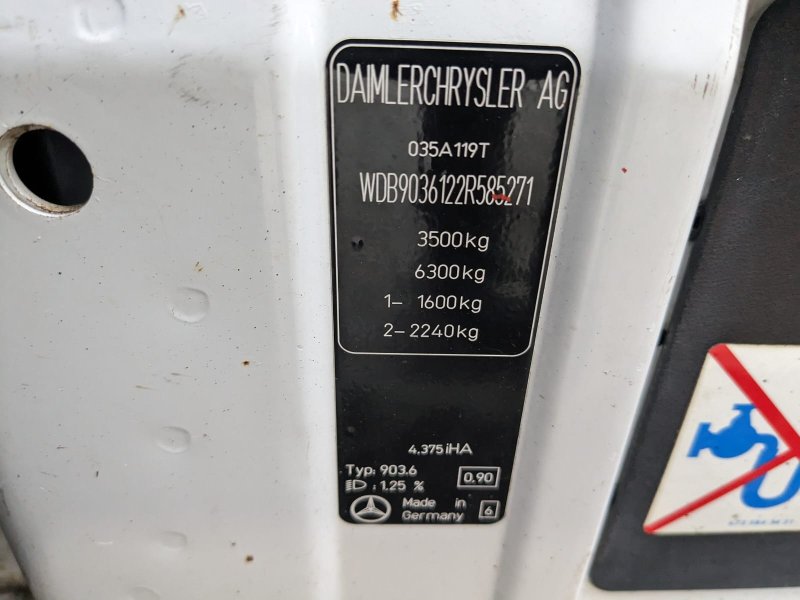 DAIMLERCHRYSLER AG
035A119T
WDB9036122R585271
3500kg
6300kg
1- 1600kg
2- 2240kg
4.375iHA
Typ: 903.6
0.90
: 1.25 %
Made in
Germany
6